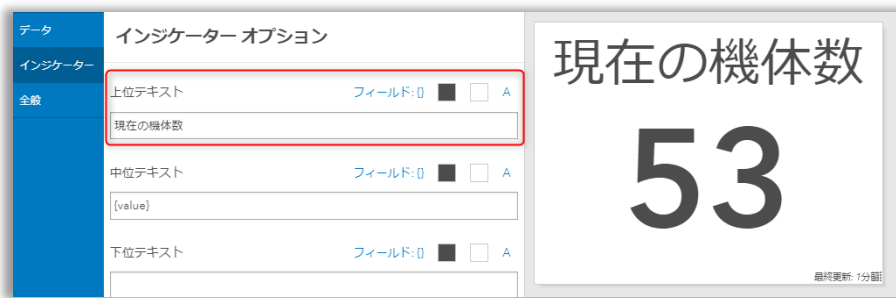 データ
インジケーター
全般
インジケーター オプション
上位テキスト フィールド: {} A
現在の機体数
中位テキスト フィールド: {} A
{value}
下位テキスト フィールド: {} A
現在の機体数
53
最終更新: 1分前